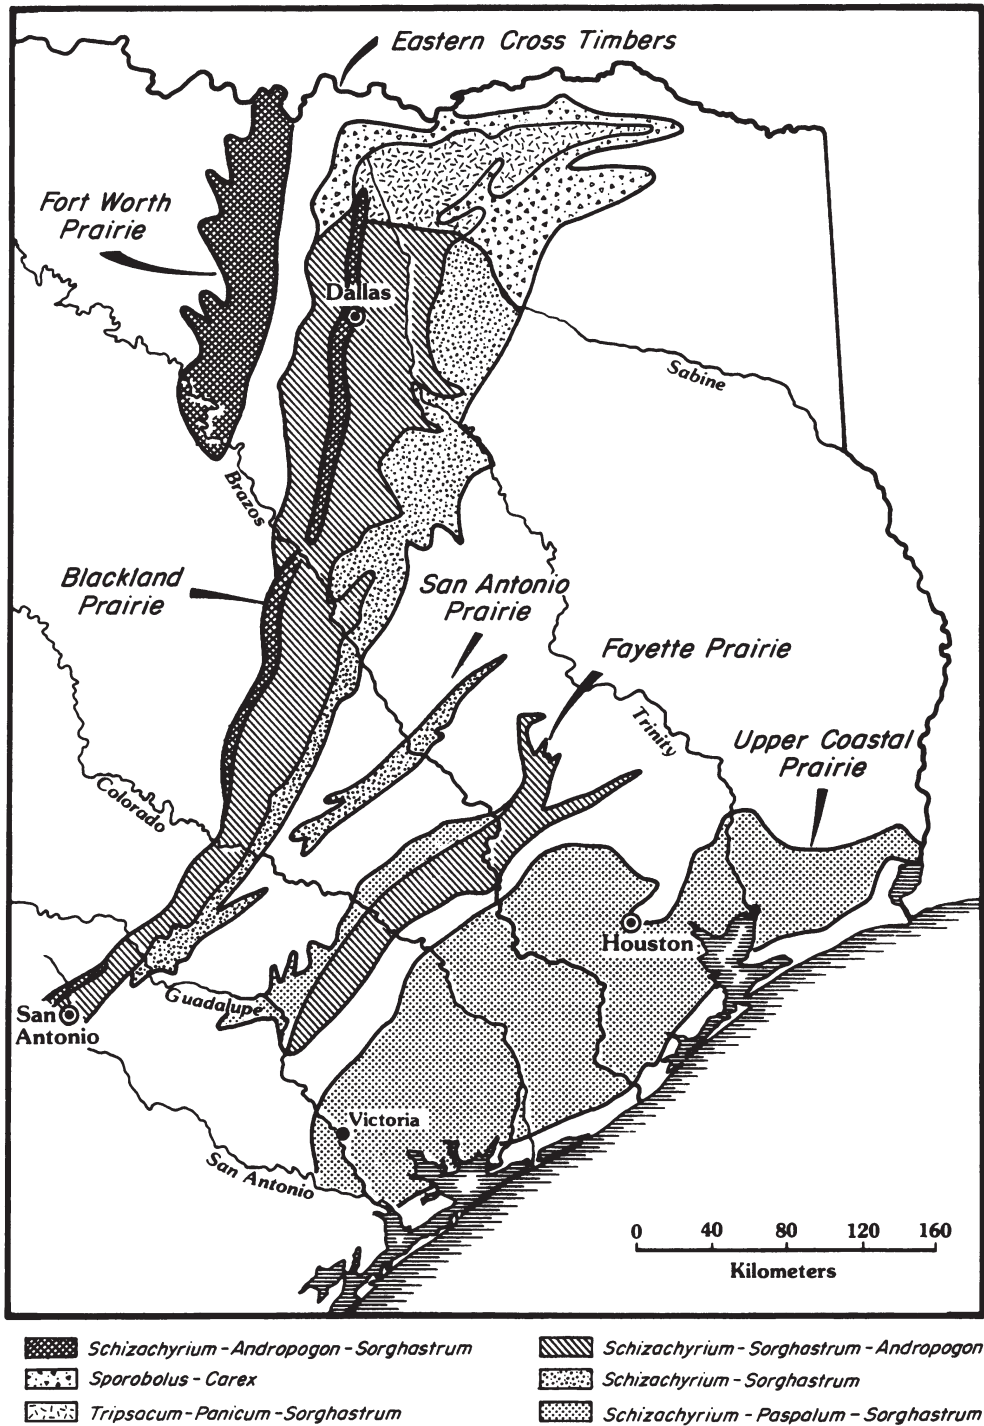 Eastern Cross Timbers
Fort Worth
Prairie
Dallas
Sabine
Brazos
Blackland
Prairie
San Antonio
Prairie
Fayette Prairie
Trinity
Upper Coastal
Prairie
Colorado
Houston
Guadalupe
San
Antonio
Victoria
San Antonio
0 40 80 120 160
Kilometers
Schizachyrium-Andropogon-Sorghastrum
Sporobolus-Carex
Tripsacum-Panicum-Sorghastrum
Schizachyrium-Sorghastrum-Andropogon
Schizachyrium-Sorghastrum
Schizachyrium-Paspalum-Sorghastrum